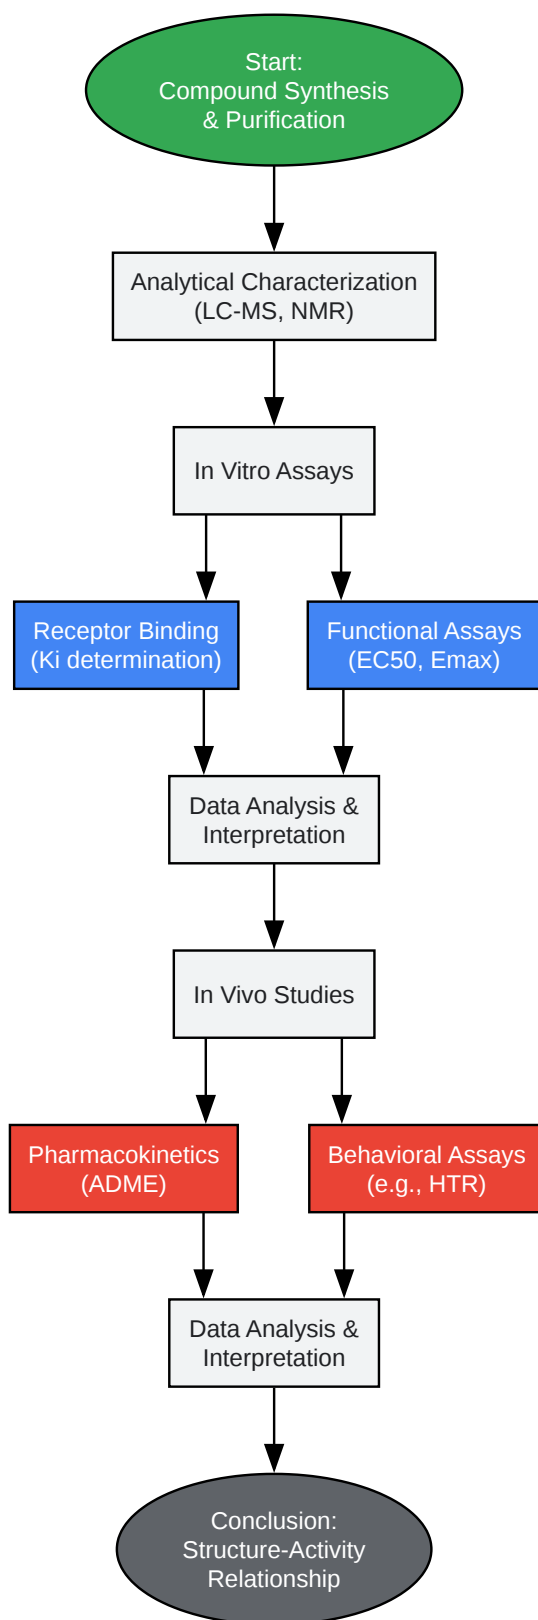 Start:
Compound Synthesis
& Purification
Analytical Characterization
(LC-MS, NMR)
In Vitro Assays
Receptor Binding
(Ki determination)
Functional Assays
(EC50, Emax)
Data Analysis &
Interpretation
In Vivo Studies
Pharmacokinetics
(ADME)
Behavioral Assays
(e.g., HTR)
Data Analysis &
Interpretation
Conclusion:
Structure-Activity
Relationship